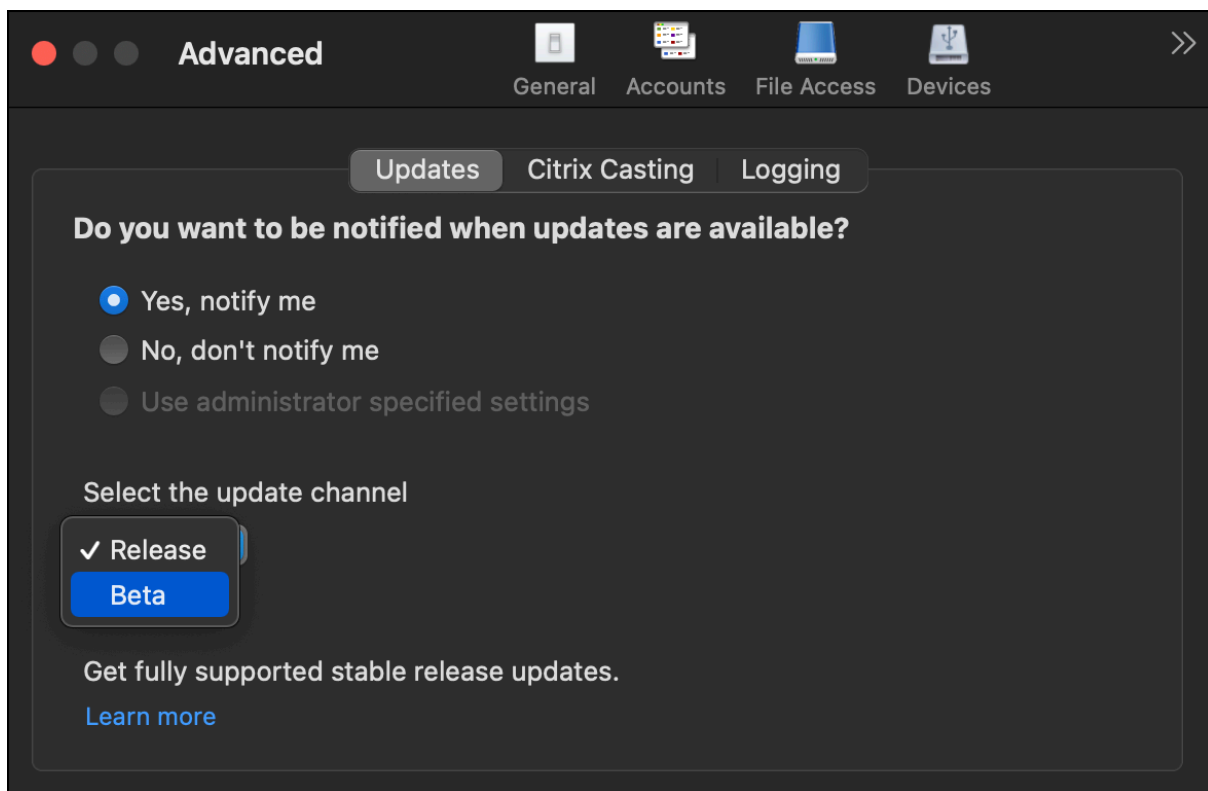 Advanced
General Accounts File Access Devices
Updates Citrix Casting Logging
Do you want to be notified when updates are available?
Yes, notify me
No, don't notify me
Use administrator specified settings
Select the update channel
✓ Release
Beta
Get fully supported stable release updates.
Learn more